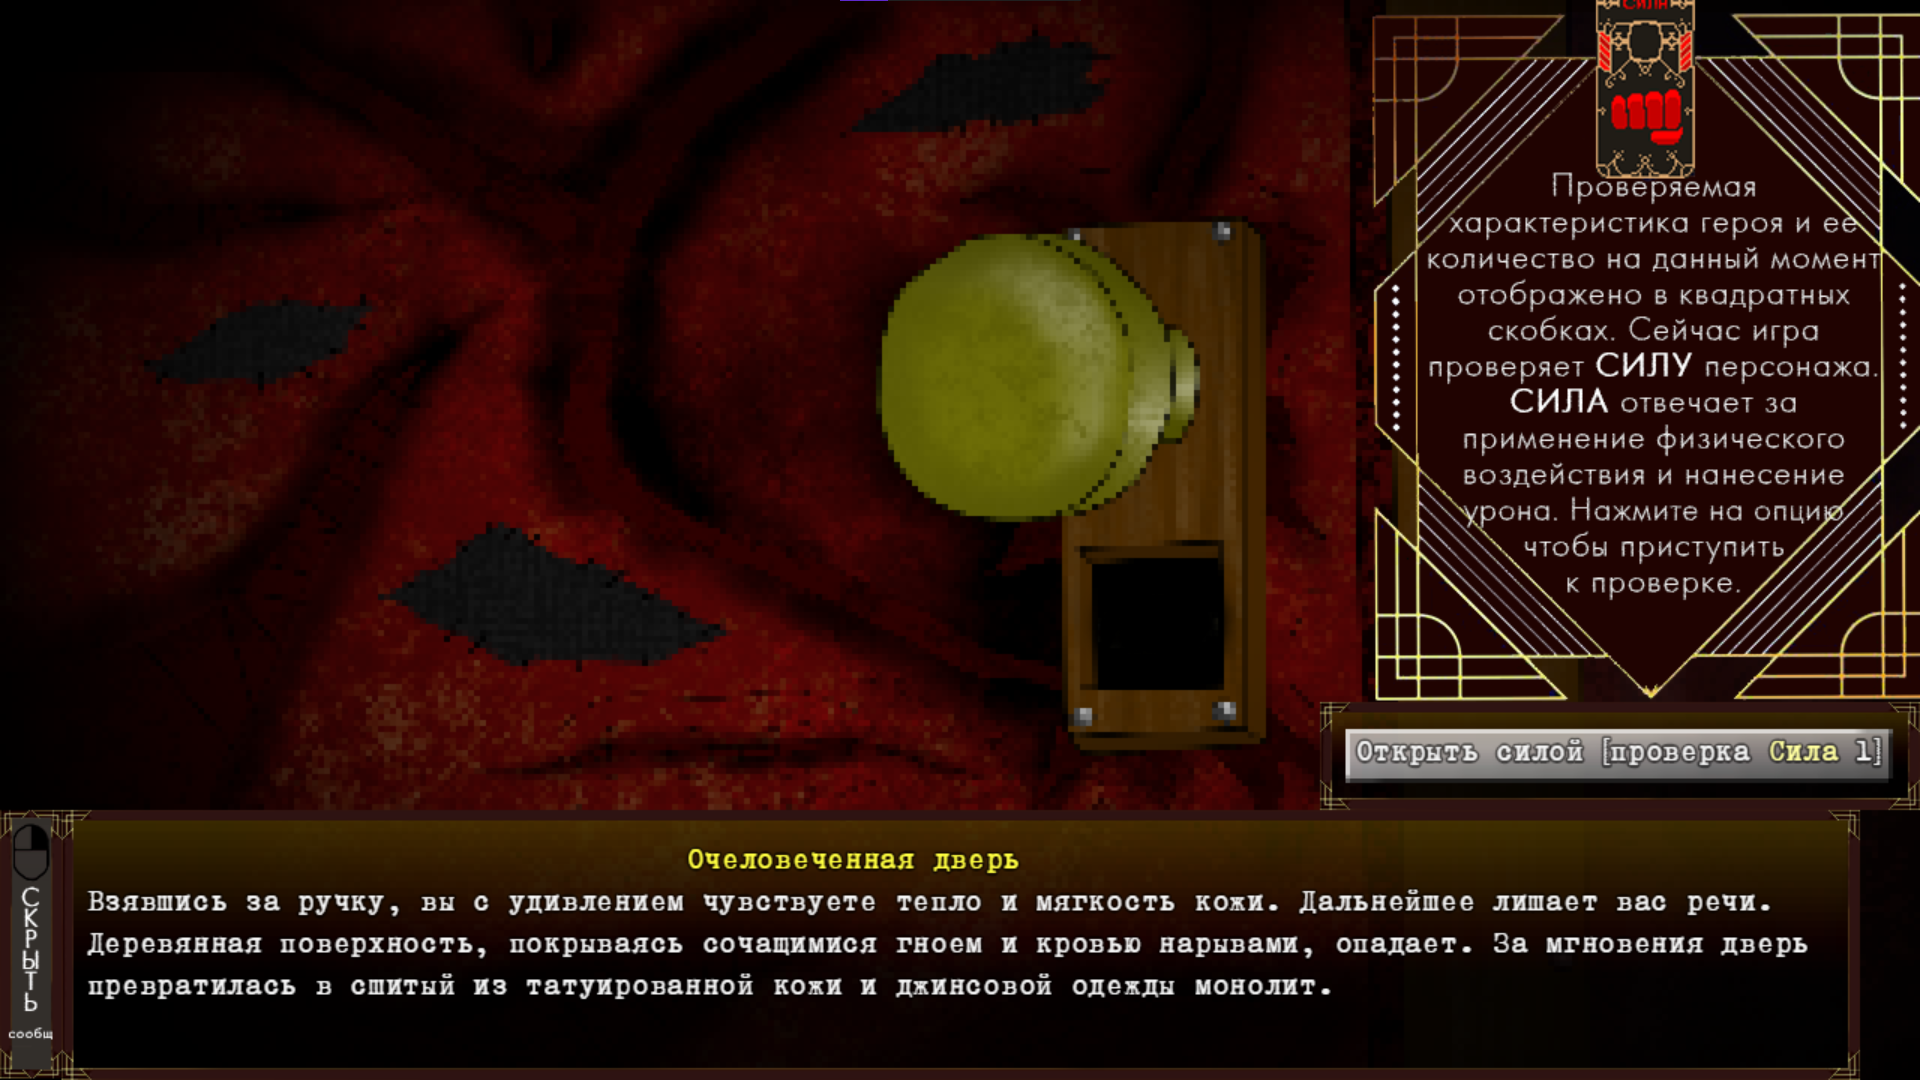 СИЛА
Проверяемая
характеристика героя и ее
количество на данный момент
отображено в квадратных
скобках. Сейчас игра
проверяет СИЛУ персонажа.
СИЛА отвечает за
применение физического
воздействия и нанесение
урона. Нажмите на опцию
чтобы приступить
к проверке.
Открыть силой [проверка Сила 1]
Очеловеченная дверь
Взявшись за ручку, вы с удивлением чувствуете тепло и мягкость кожи. Дальнейшее лишает вас речи.
Деревянная поверхность, покрываясь сочащимися гноем и кровью нарывами, опадает. За мгновения дверь
превратилась в сшитый из татуированной кожи и джинсовой одежды монолит.
СКРЫТЬ
сообщ